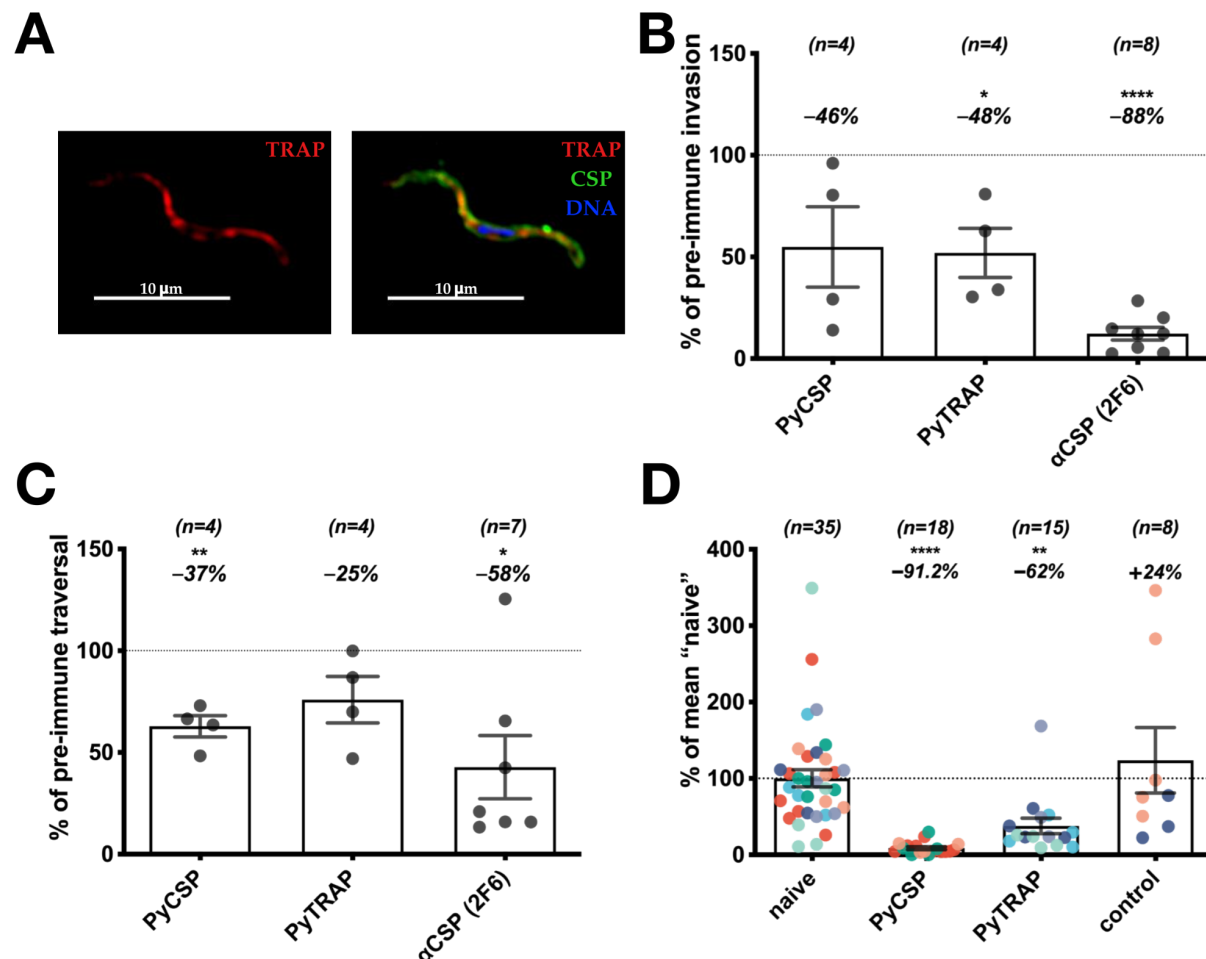 A
TRAP
10 μm
TRAP
CSP
DNA
10 μm
B
% of pre-immune invasion
(n=4) (n=4) (n=8)
* ****
−46% −48% −88%
150
100
50
0
PyCSP PyTRAP αCSP (2F6)
C
% of pre-immune traversal
(n=4) (n=4) (n=7)
** *
−37% −25% −58%
150
100
50
0
PyCSP PyTRAP αCSP (2F6)
D
% of mean “naive”
(n=35) (n=18) (n=15) (n=8)
**** **
−91.2% −62% +24%
400
300
200
100
0
naive PyCSP PyTRAP control